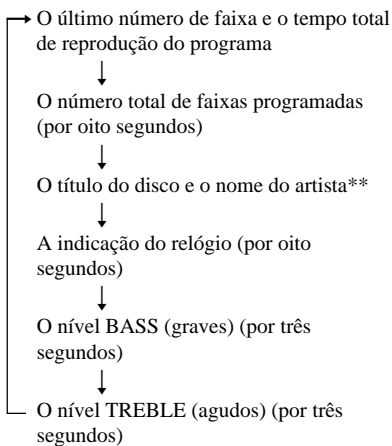 O último número de faixa e o tempo total
de reprodução do programa
O número total de faixas programadas
(por oito segundos)
O título do disco e o nome do artista**
A indicação do relógio (por oito
segundos)
O nível BASS (graves) (por três
segundos)
O nível TREBLE (agudos) (por três
segundos)